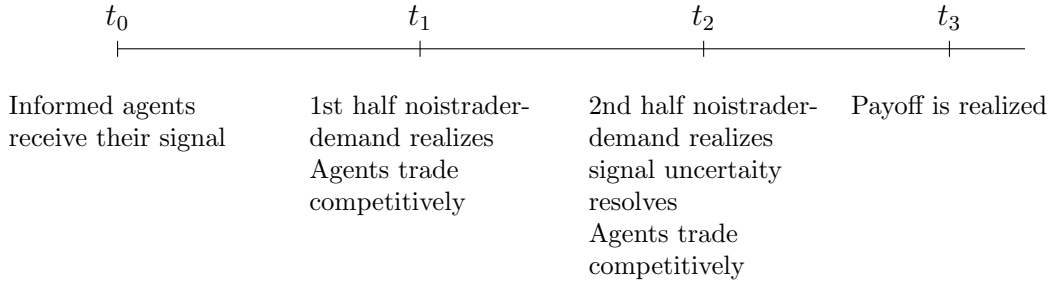 t₀ t₁ t₂ t₃
Informed agents
receive their signal
1st half noistrader-
demand realizes
Agents trade
competitively
2nd half noistrader-
demand realizes
signal uncertaity
resolves
Agents trade
competitively
Payoff is realized